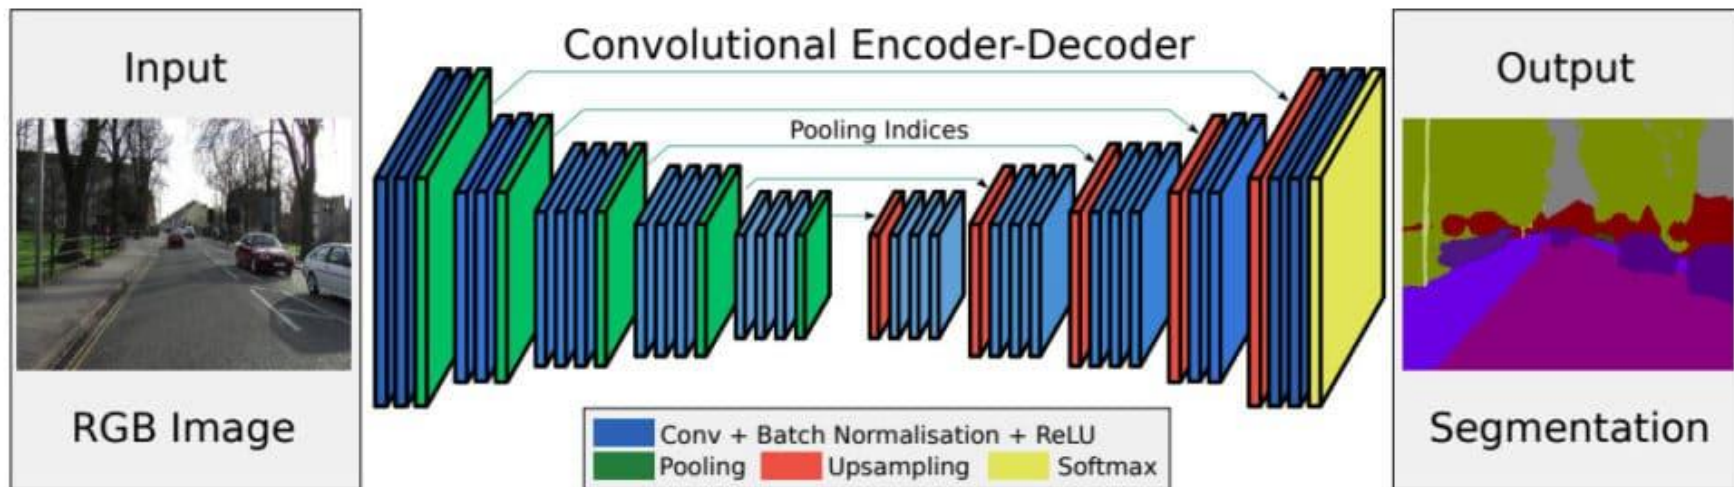 Input
RGB Image
Convolutional Encoder-Decoder
Pooling Indices
Conv + Batch Normalisation + ReLU
Pooling Upsampling Softmax
Output
Segmentation